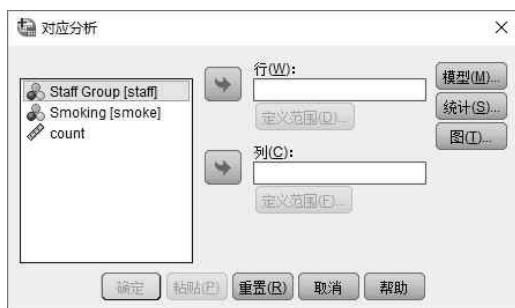 对应分析
Staff Group [staff]
Smoking [smoke]
count
行(W):
定义范围(D)...
列(C):
定义范围(F)...
模型(M)...
统计(S)...
图(T)...
确定
粘贴(P)
重置(R)
取消
帮助